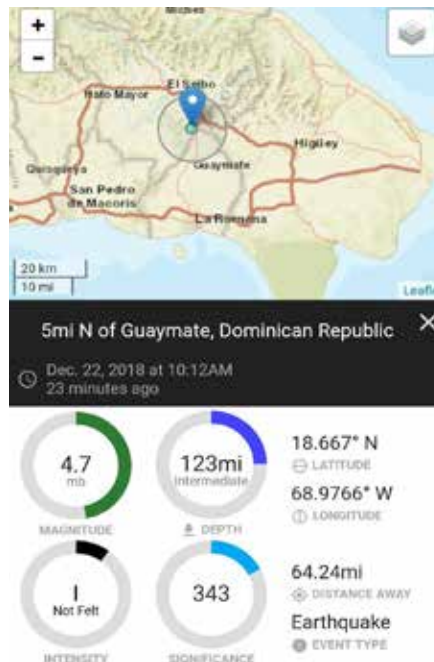 +
−
El Seibo
Hato Mayor
Higüey
Guaymate
Quisqueya
San Pedro
de Macoris
La Romana
20 km
10 mi
Leafl
5mi N of Guaymate, Dominican Republic
×
Dec. 22, 2018 at 10:12AM
23 minutes ago
4.7
mb
MAGNITUDE
123mi
Intermediate
DEPTH
18.667° N
LATITUDE
68.9766° W
LONGITUDE
I
Not Felt
INTENSITY
343
SIGNIFICANCE
64.24mi
DISTANCE AWAY
Earthquake
EVENT TYPE